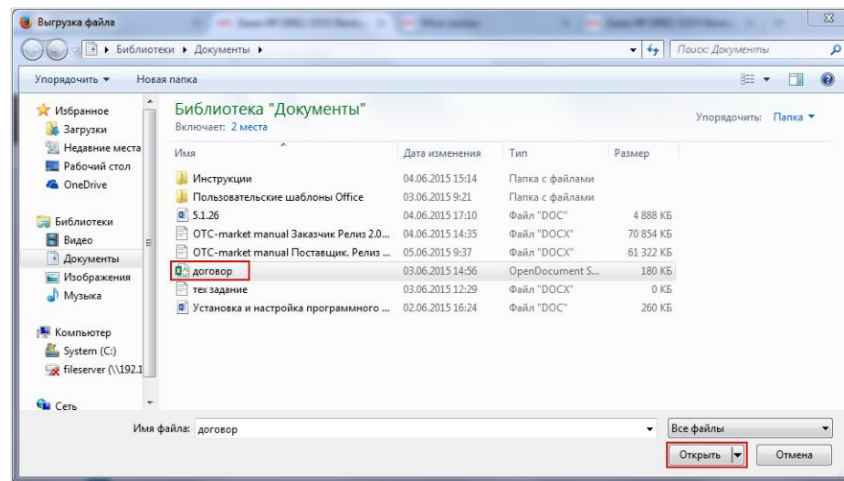 Выгрузка файла
Библиотеки Документы
Поиск: Документы
Упорядочить Новая папка
Избранное
Загрузки
Недавние места
Рабочий стол
OneDrive
Библиотеки
Видео
Документы
Изображения
Музыка
Компьютер
System (C:)
fileserver (\\192.1
Сеть
Библиотека "Документы"
Включает: 2 места
Упорядочить: Папка
Имя Дата изменения Тип Размер
Инструкции 04.06.2015 15:14 Папка с файлами
Пользовательские шаблоны Office 03.06.2015 9:21 Папка с файлами
5.1.26 04.06.2015 17:10 Файл "DOC" 4 888 КБ
OTC-market manual Заказчик Релиз 2.0... 04.06.2015 14:35 Файл "DOCX" 70 854 КБ
OTC-market manual Поставщик. Релиз ... 05.06.2015 9:37 Файл "DOCX" 61 322 КБ
договор 03.06.2015 14:56 OpenDocument S... 180 КБ
тех задание 03.06.2015 12:29 Файл "DOCX" 0 КБ
Установка и настройка программного ... 02.06.2015 16:24 Файл "DOC" 260 КБ
Имя файла: договор
Все файлы
Открыть Отмена